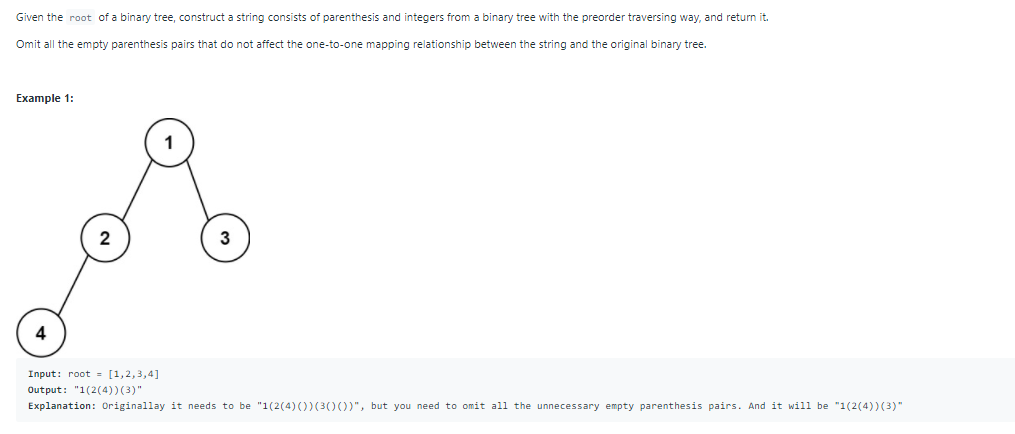 Given the root of a binary tree, construct a string consists of parenthesis and integers from a binary tree with the preorder traversing way, and return it.
Omit all the empty parenthesis pairs that do not affect the one-to-one mapping relationship between the string and the original binary tree.
Example 1:
1
2
3
4
Input: root = [1,2,3,4]
Output: "1(2(4))(3)"
Explanation: Originallay it needs to be "1(2(4)())(3()())", but you need to omit all the unnecessary empty parenthesis pairs. And it will be "1(2(4))(3)"